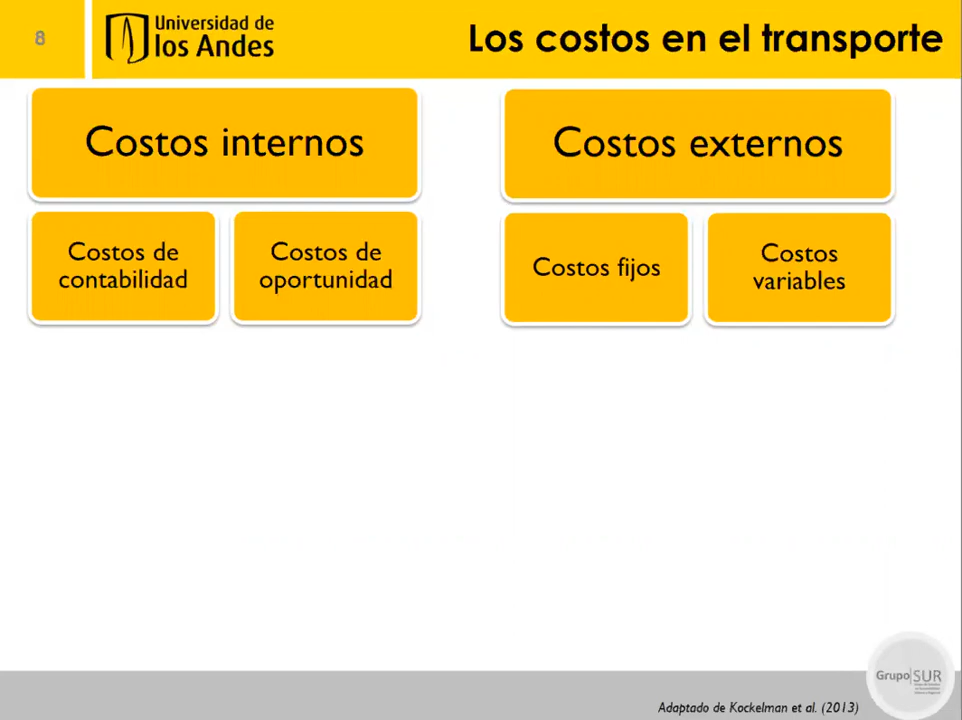 8
Universidad de
los Andes
Los costos en el transporte
Costos internos
Costos externos
Costos de
contabilidad
Costos de
oportunidad
Costos fijos
Costos
variables
Grupo|SUR
Adaptado de Kockelman et al. (2013)